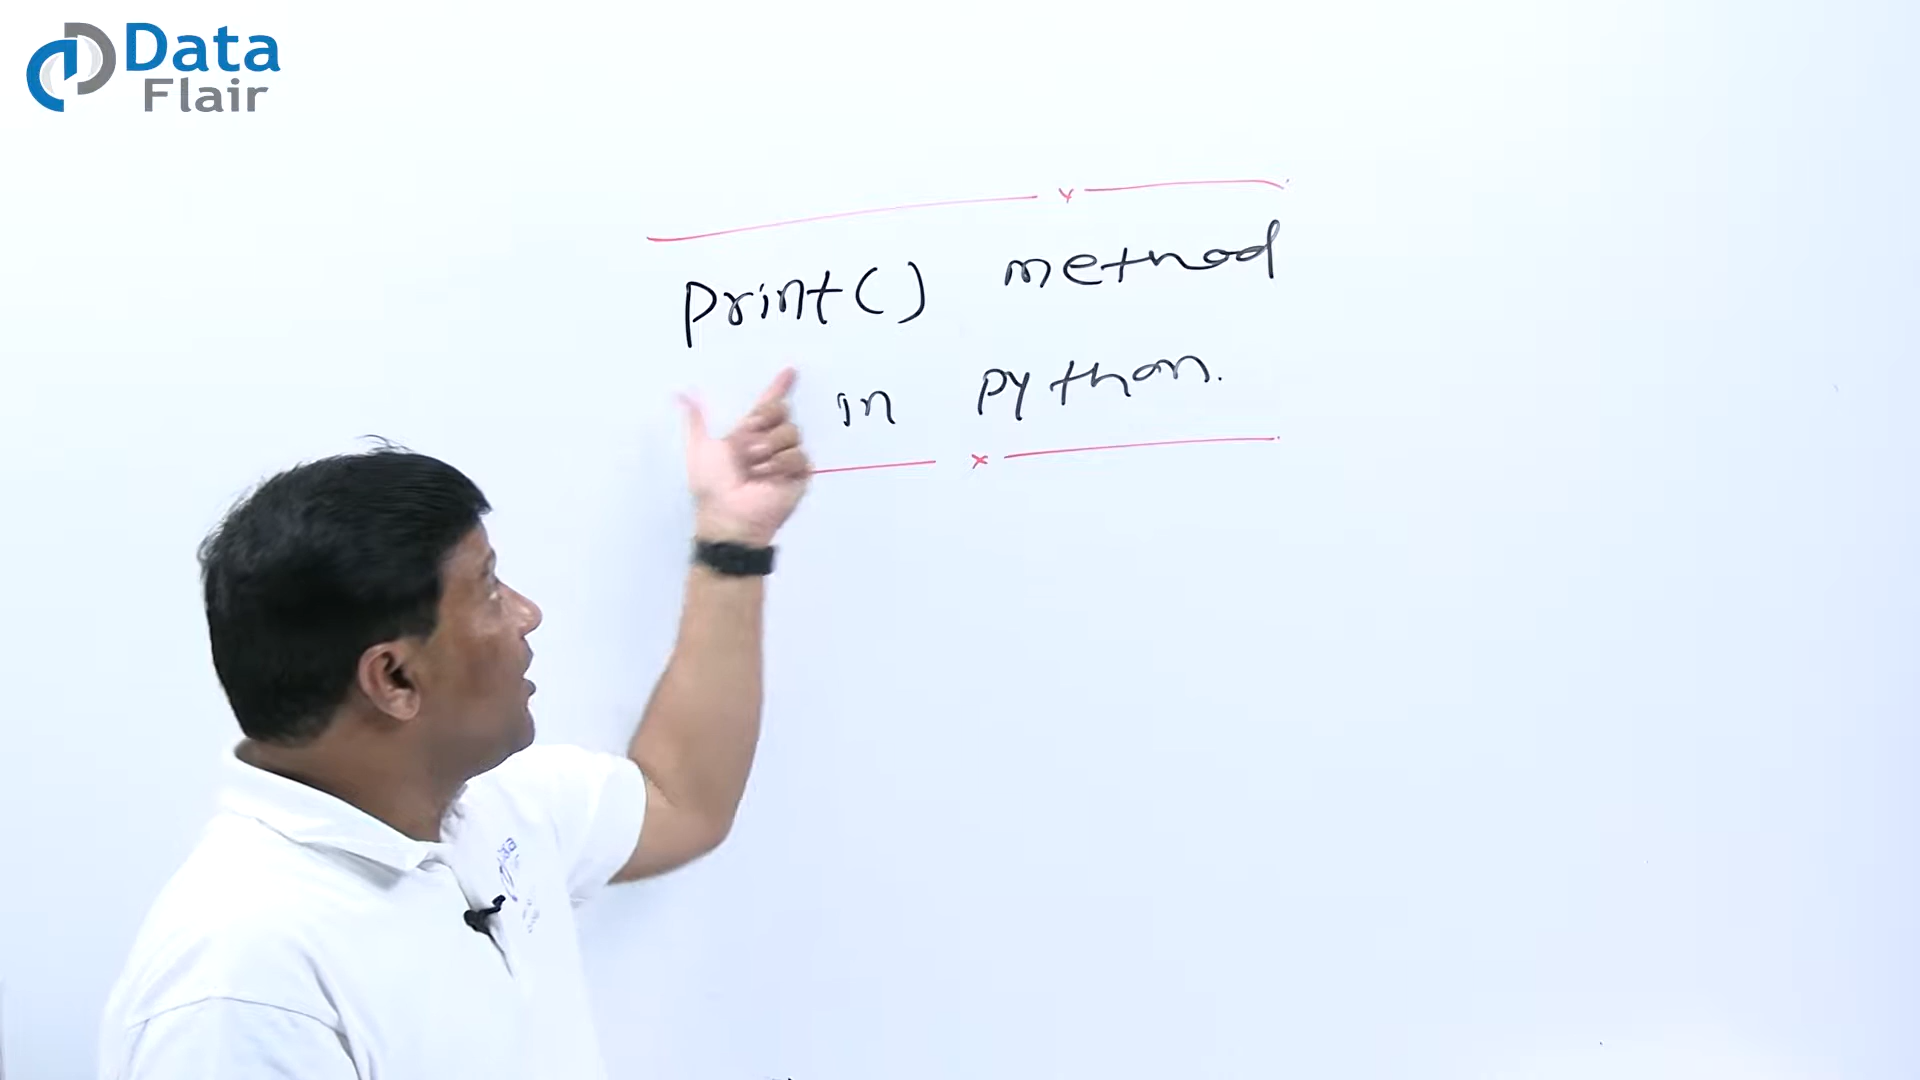 Data
Flair
print() method
in python.